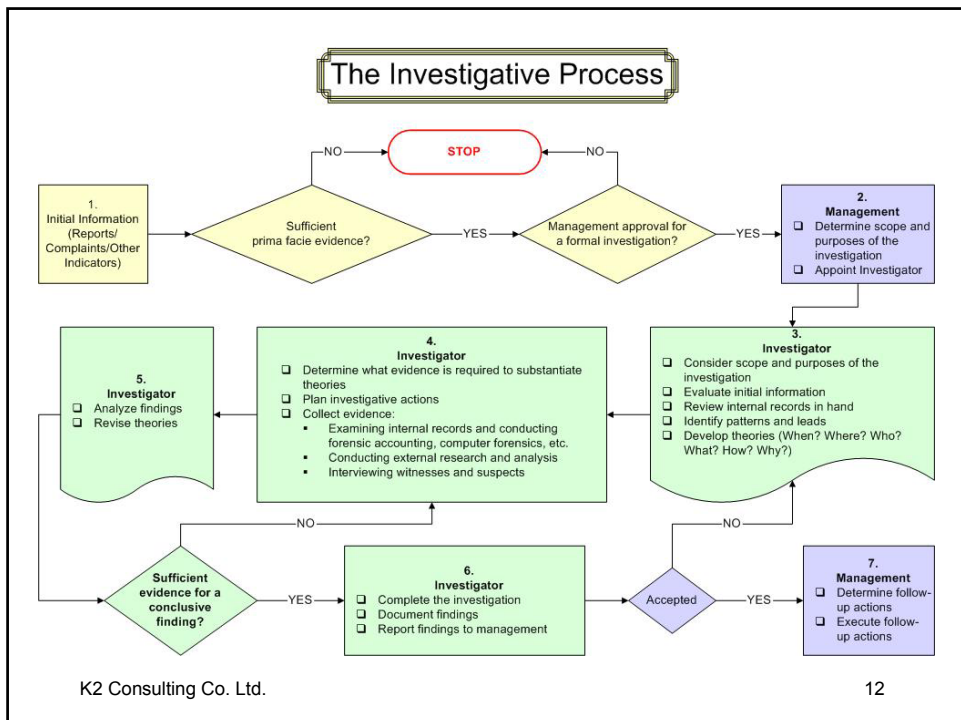 The Investigative Process
STOP
NO
NO
1.
Initial Information
(Reports/
Complaints/Other
Indicators)
Sufficient
prima facie evidence?
YES
Management approval for
a formal investigation?
YES
2.
Management
❑ Determine scope and
purposes of the
investigation
❑ Appoint Investigator
3.
Investigator
❑ Consider scope and purposes of the
investigation
❑ Evaluate initial information
❑ Review internal records in hand
❑ Identify patterns and leads
❑ Develop theories (When? Where? Who?
What? How? Why?)
4.
Investigator
❑ Determine what evidence is required to substantiate
theories
❑ Plan investigative actions
❑ Collect evidence:
▪ Examining internal records and conducting
forensic accounting, computer forensics, etc.
▪ Conducting external research and analysis
▪ Interviewing witnesses and suspects
5.
Investigator
❑ Analyze findings
❑ Revise theories
NO
Sufficient
evidence for a
conclusive
finding?
YES
6.
Investigator
❑ Complete the investigation
❑ Document findings
❑ Report findings to management
NO
Accepted
YES
7.
Management
❑ Determine follow-
up actions
❑ Execute follow-
up actions
K2 Consulting Co. Ltd.
12